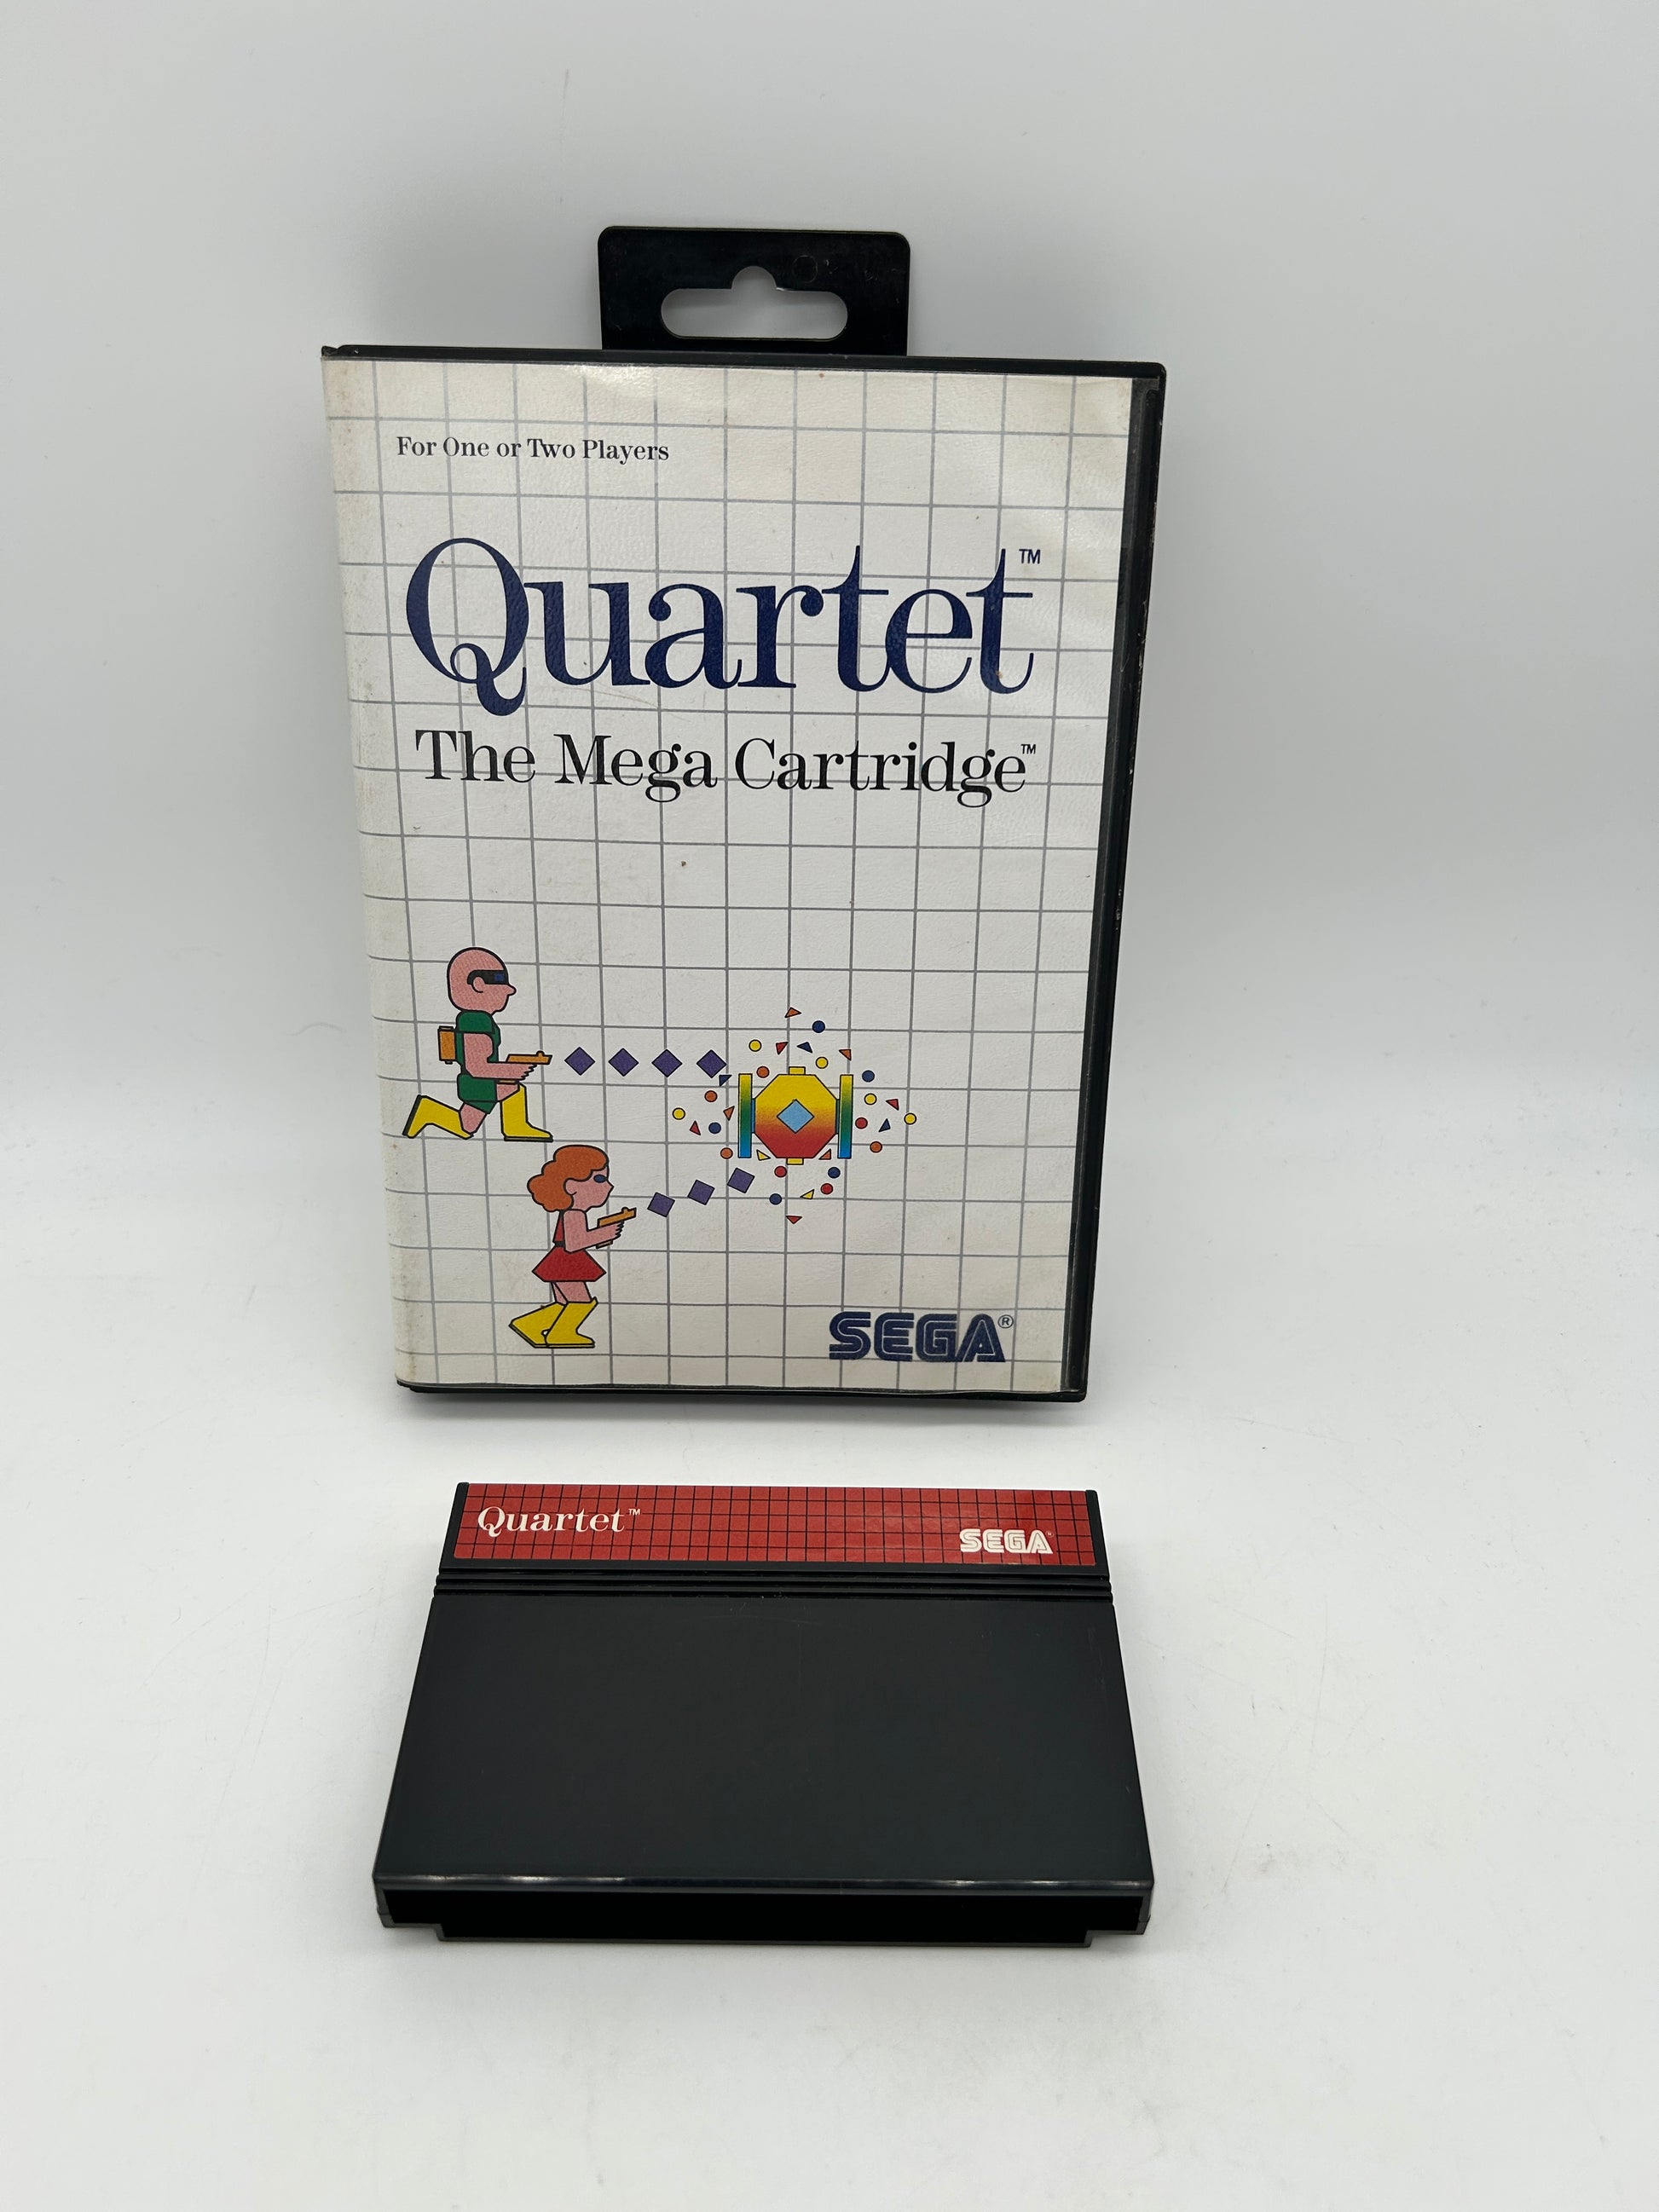 For One or Two Players
Quartet™
The Mega Cartridge™
SEGA®
Quartet™
SEGA®